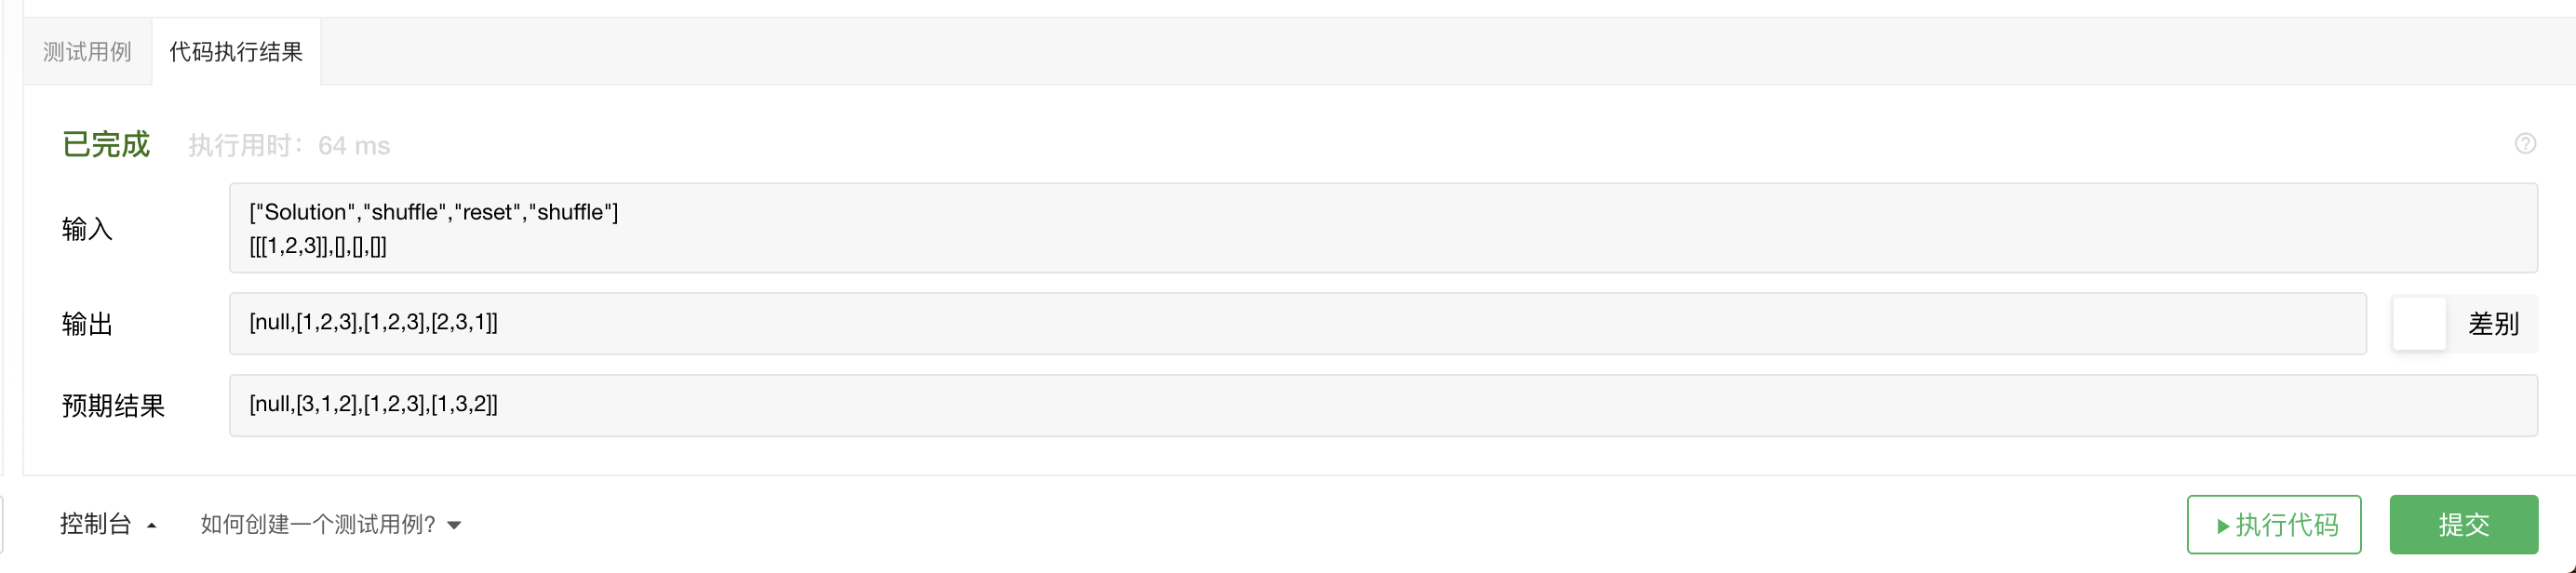 测试用例 代码执行结果
已完成 执行用时：64 ms
输入
["Solution","shuffle","reset","shuffle"]
[[[1,2,3]],[],[],[]]
输出 [null,[1,2,3],[1,2,3],[2,3,1]] 差别
预期结果 [null,[3,1,2],[1,2,3],[1,3,2]]
控制台 如何创建一个测试用例? 执行代码 提交